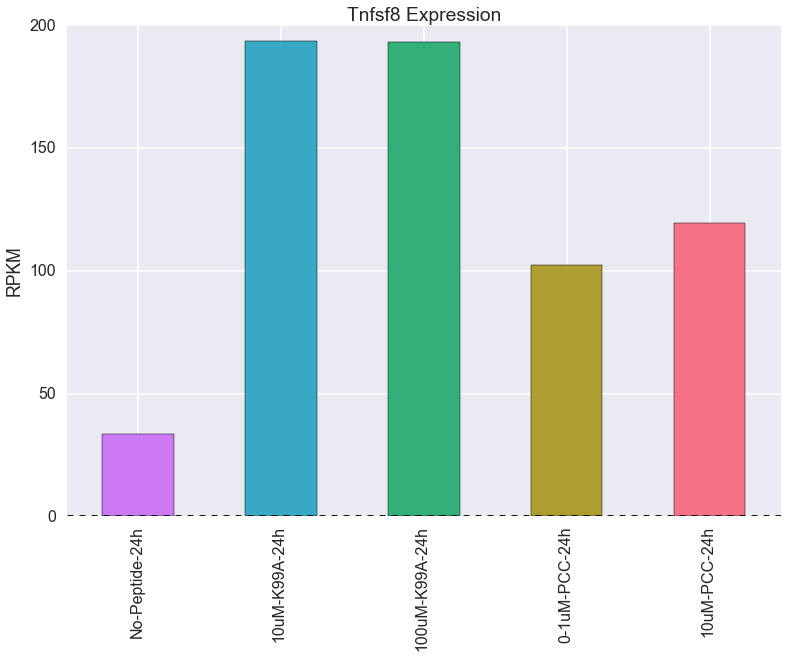 Tnfsf8 Expression
200
150
100
50
0
RPKM
No-Peptide-24h
10uM-K99A-24h
100uM-K99A-24h
0-1uM-PCC-24h
10uM-PCC-24h